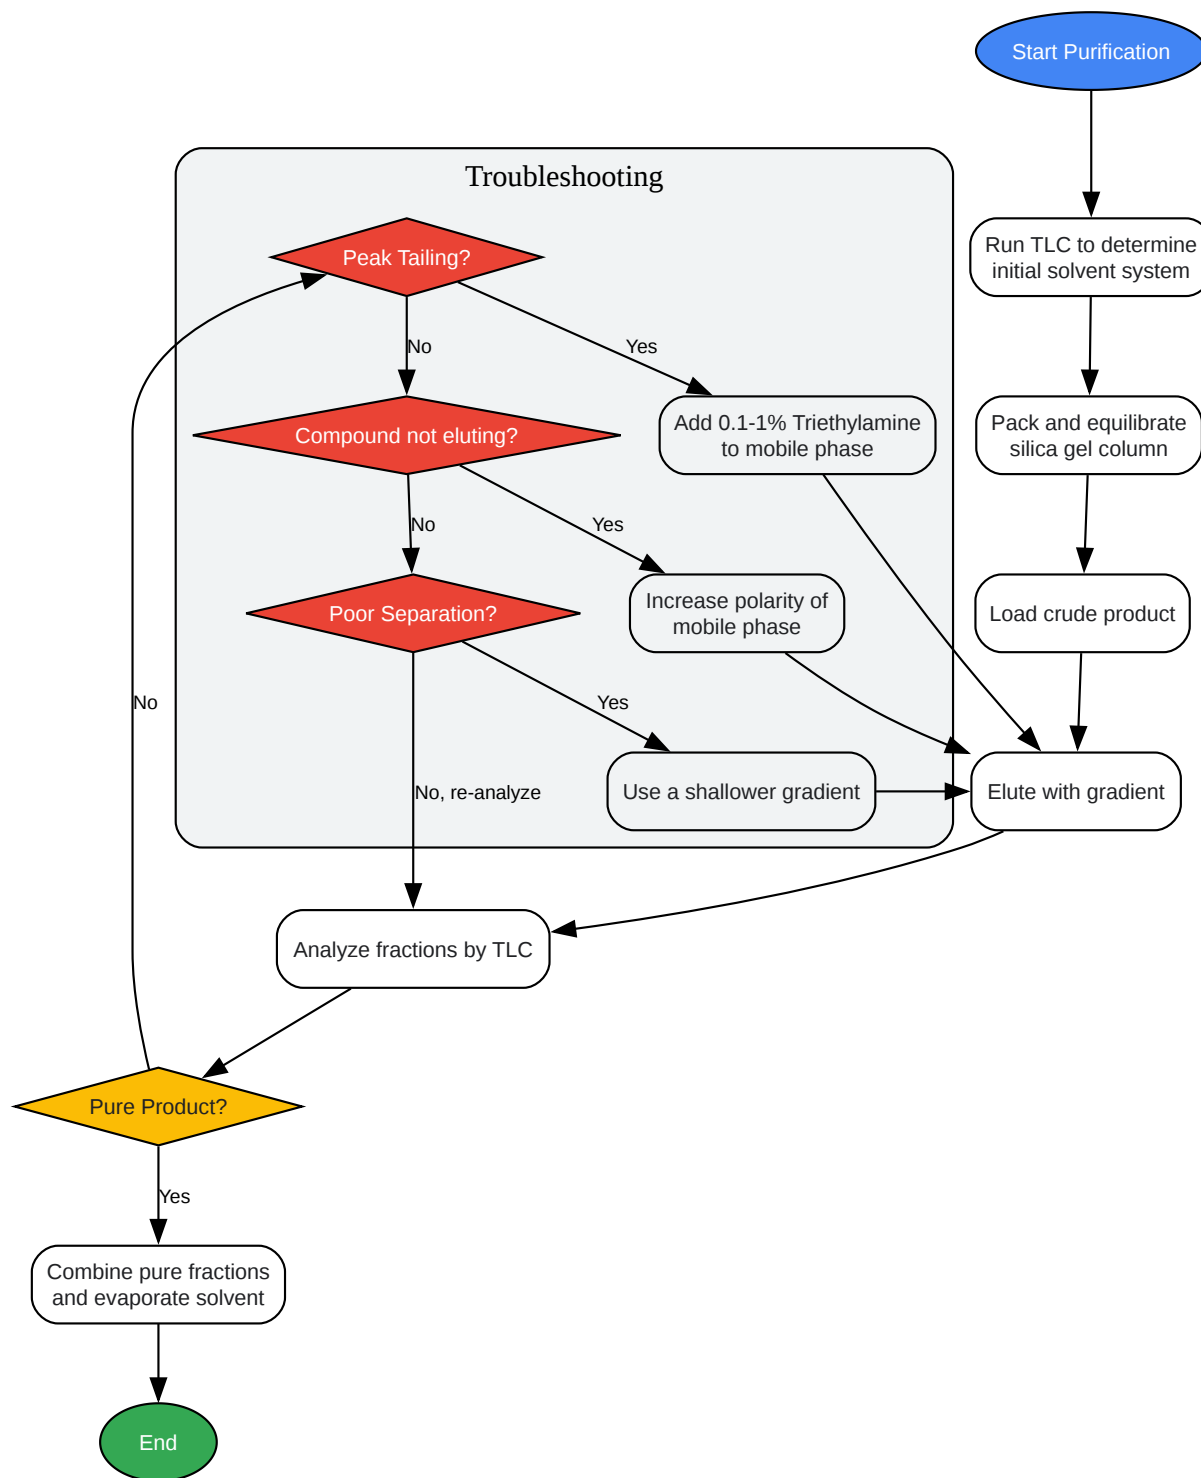 Start Purification
Troubleshooting
Peak Tailing?
Run TLC to determine
initial solvent system
No
Yes
Compound not eluting?
Add 0.1-1% Triethylamine
to mobile phase
Pack and equilibrate
silica gel column
No
Yes
Poor Separation?
Increase polarity of
mobile phase
Load crude product
No
Yes
No, re-analyze
Use a shallower gradient
Elute with gradient
Analyze fractions by TLC
Pure Product?
Yes
Combine pure fractions
and evaporate solvent
End